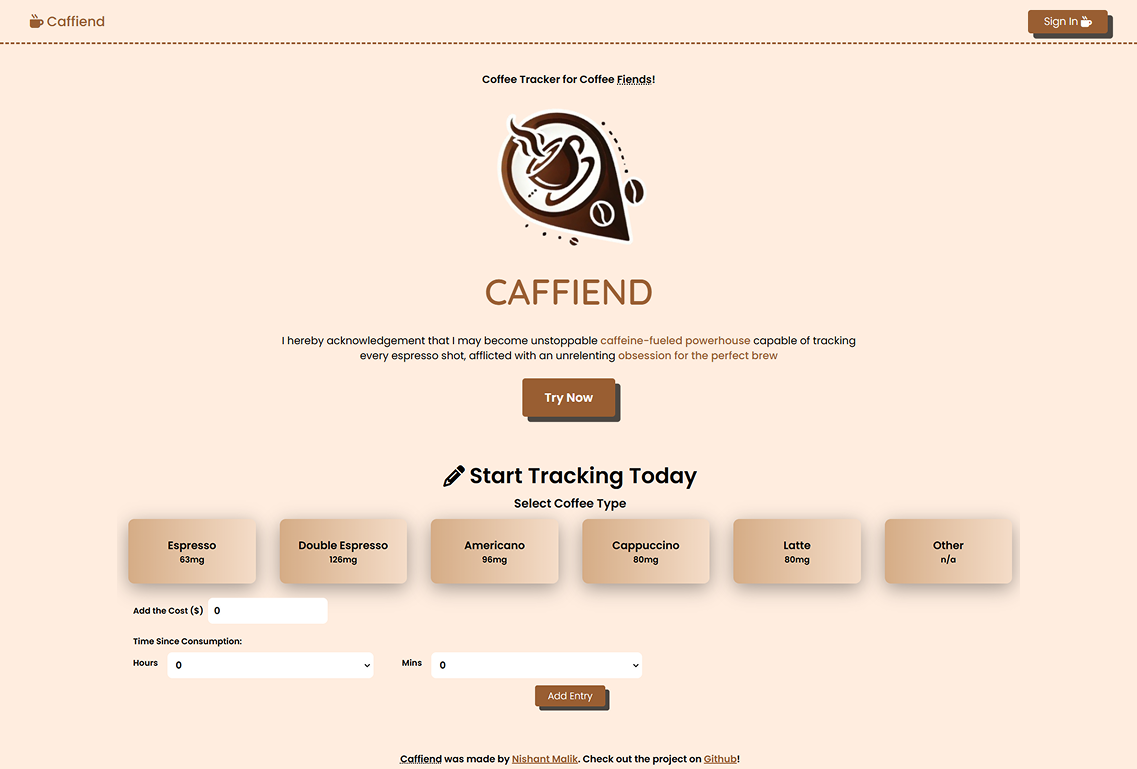 Caffiend
Sign In
Coffee Tracker for Coffee Fiends!
CAFFIEND
I hereby acknowledgement that I may become unstoppable caffeine-fueled powerhouse capable of tracking
every espresso shot, afflicted with an unrelenting obsession for the perfect brew
Try Now
Start Tracking Today
Select Coffee Type
Espresso
63mg
Double Espresso
126mg
Americano
96mg
Cappuccino
80mg
Latte
80mg
Other
n/a
Add the Cost ($) 0
Time Since Consumption:
Hours 0 Mins 0
Add Entry
Caffiend was made by Nishant Malik. Check out the project on Github!